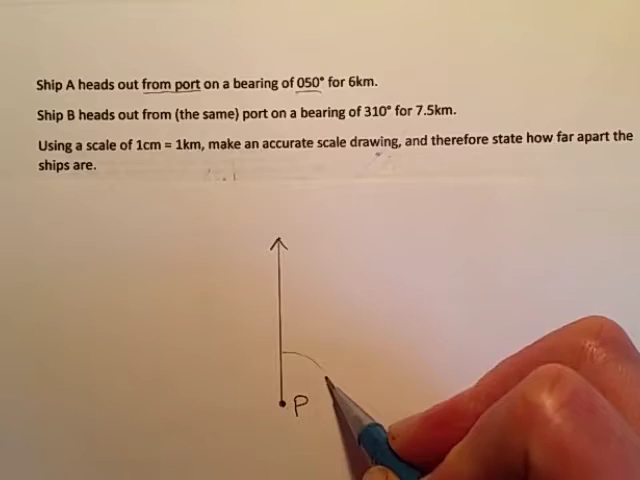 Ship A heads out from port on a bearing of 050° for 6km.
Ship B heads out from (the same) port on a bearing of 310° for 7.5km.
Using a scale of 1cm = 1km, make an accurate scale drawing, and therefore state how far apart the
ships are.
P